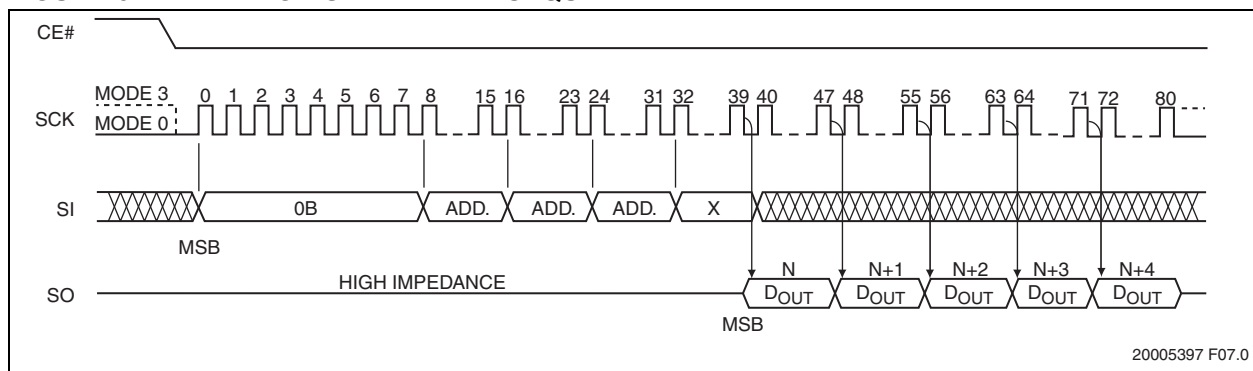 CE#
MODE 3
0 1 2 3 4 5 6 7 8 15 16 23 24 31 32 39 40 47 48 55 56 63 64 71 72 80
SCK
MODE 0
SI
0B ADD. ADD. ADD. X
MSB
N N+1 N+2 N+3 N+4
HIGH IMPEDANCE
SO
DOUT DOUT DOUT DOUT DOUT
MSB
20005397 F07.0